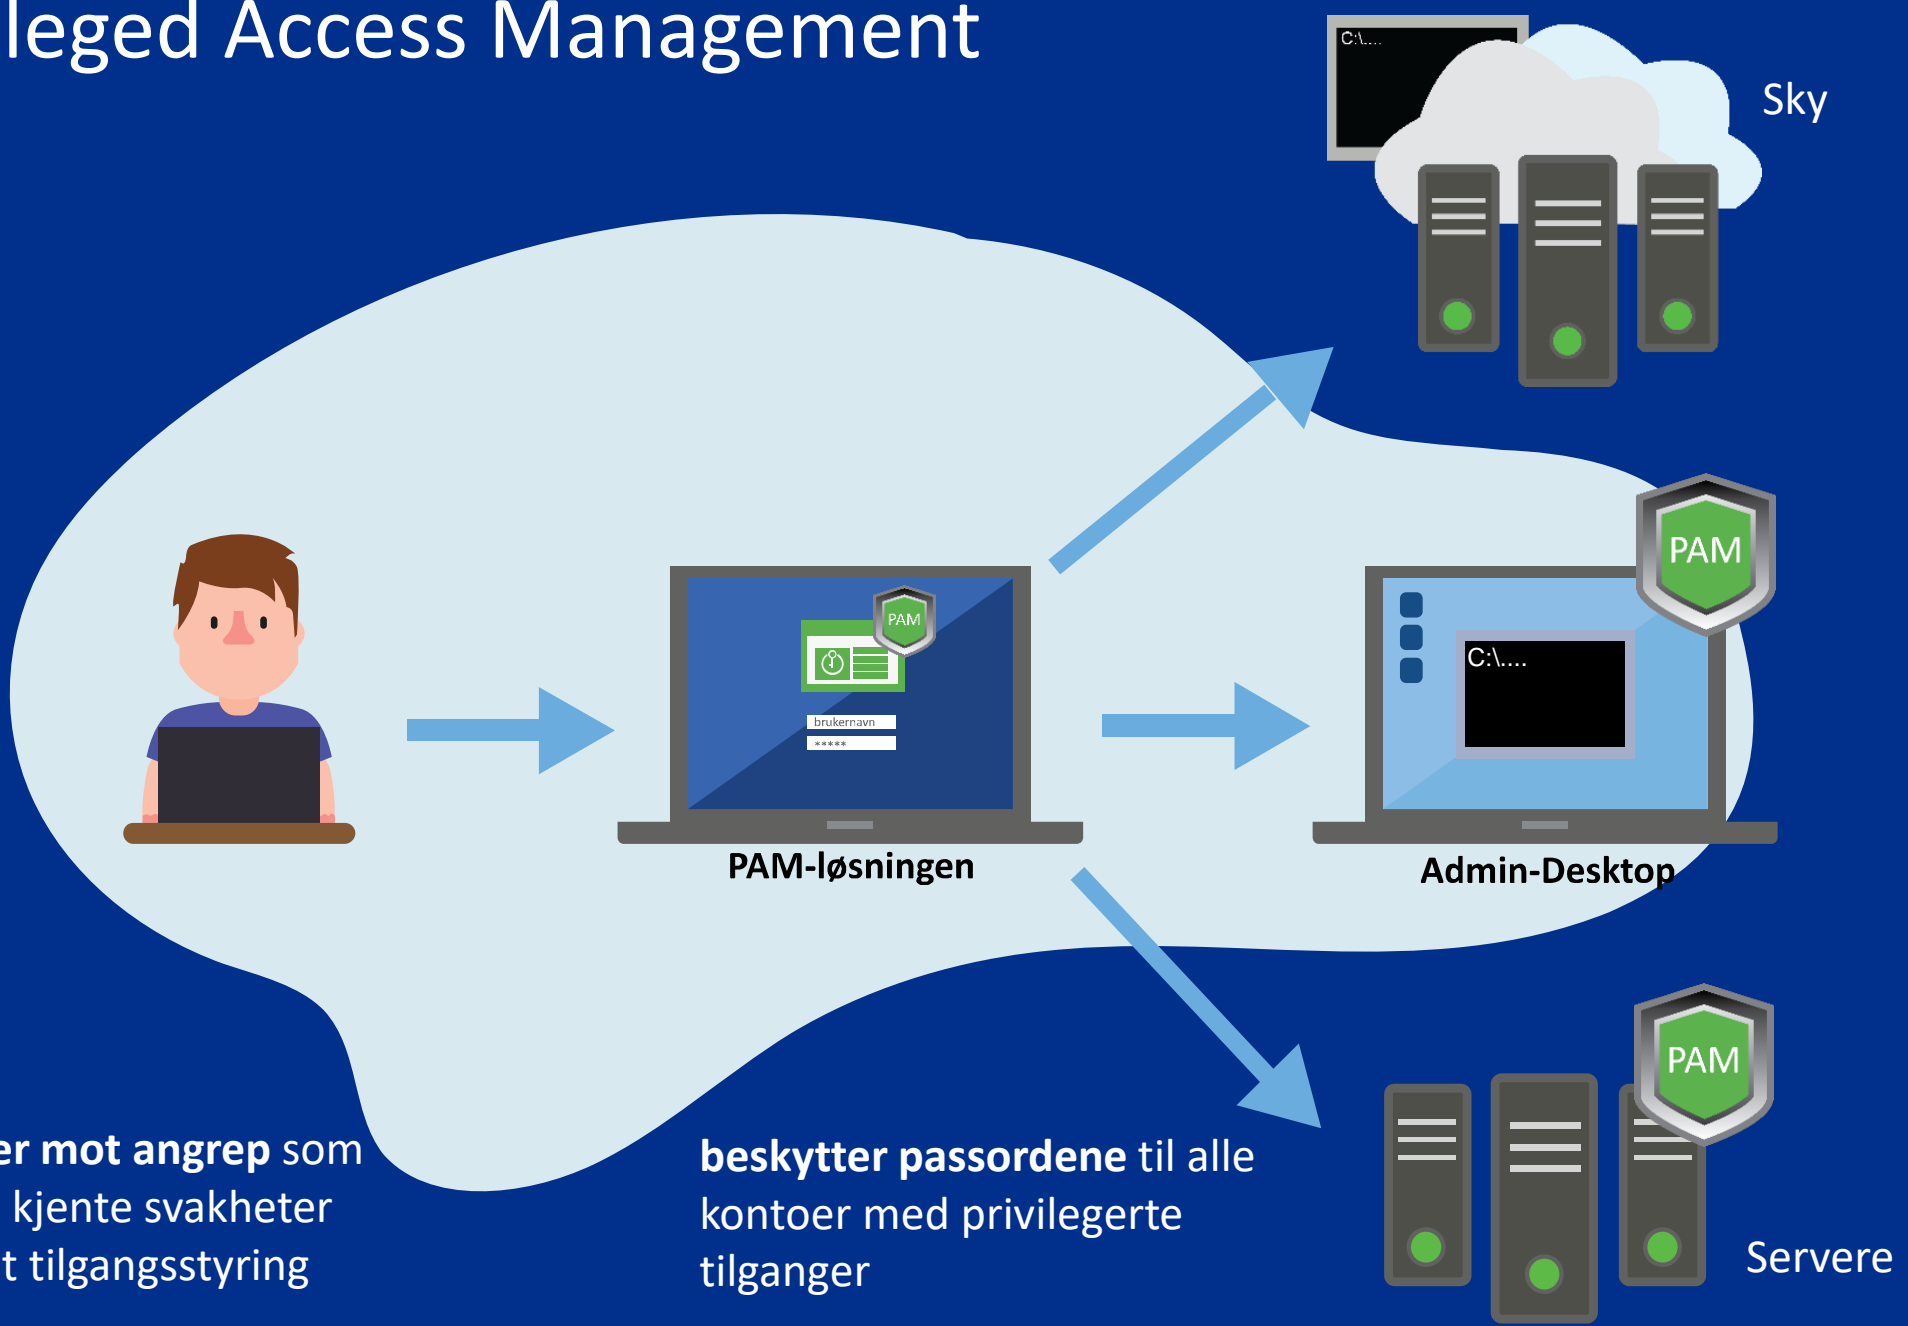 leged Access Management
C:\....
Sky
PAM
PAM
brukernavn
*****
C:\....
PAM-løsningen
Admin-Desktop
PAM
er mot angrep som
kjente svakheter
t tilgangsstyring
beskytter passordene til alle
kontoer med privilegerte
tilganger
Servere